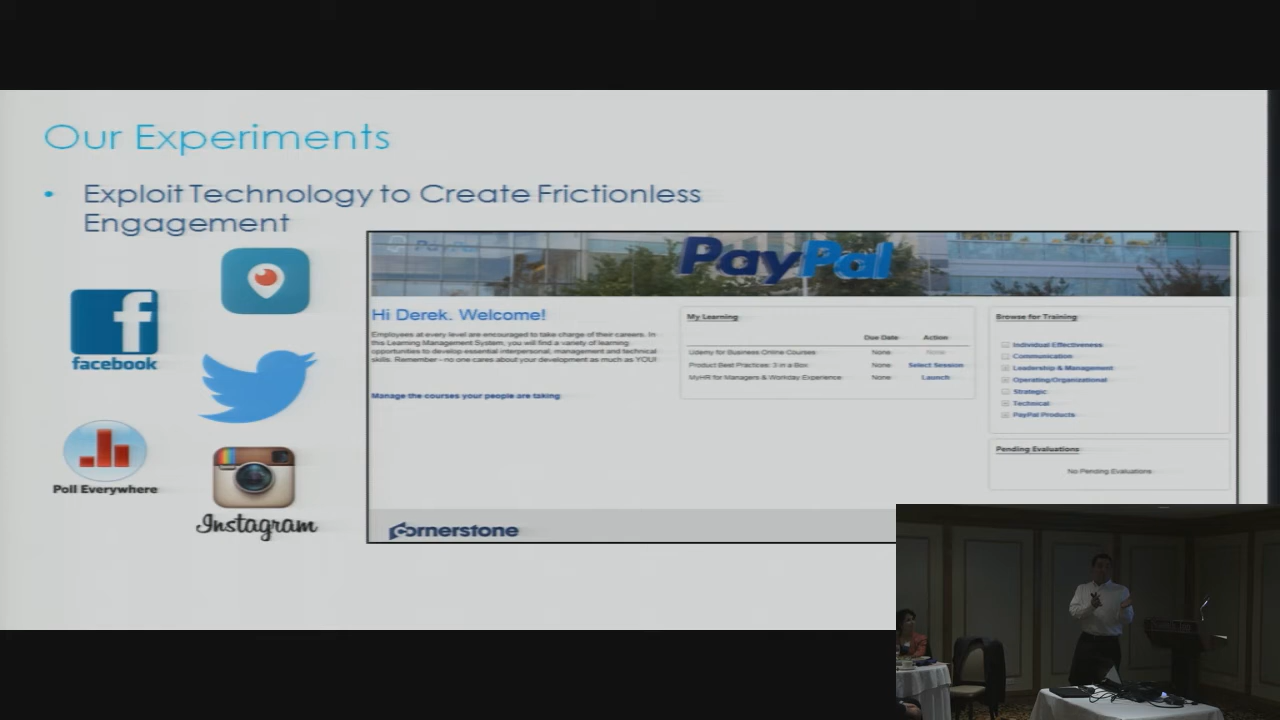 Our Experiments
• Exploit Technology to Create Frictionless
Engagement
facebook
Poll Everywhere
Instagram
PayPal
PayPal
Hi Derek. Welcome!
Employees at every level are encouraged to take charge of their careers. In
this Learning Management System, you will find a variety of learning
opportunities to develop essential interpersonal, management and technical
skills. Remember - no one cares about your development as much as YOU!
Manage the courses your people are taking
My Learning
Due Date Action
Udemy for Business Online Courses None None
Product Best Practices: 3 in a Box None Select Session
MyHR for Managers & Workday Experience None Launch
Browse for Training
Individual Effectiveness
Communication
Leadership & Management
Operating/Organizational
Strategic
Technical
PayPal Products
Pending Evaluations
No Pending Evaluations
Cornerstone